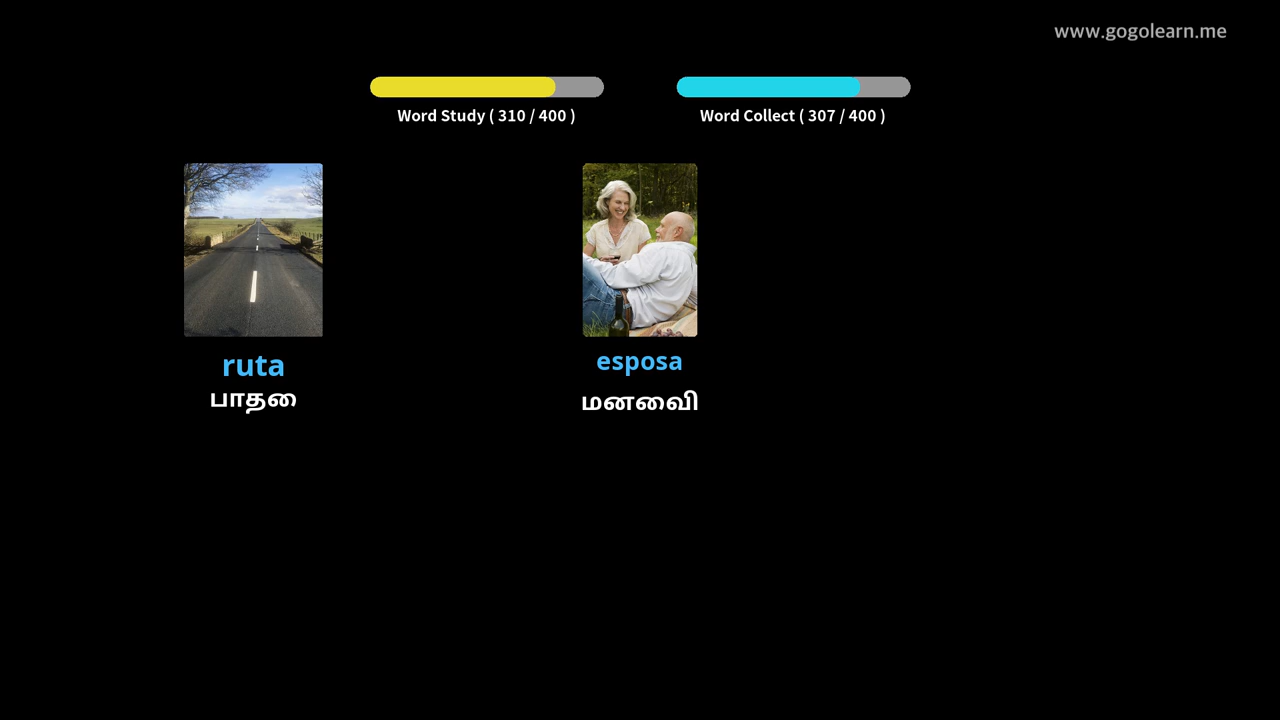 www.gogolearn.me
Word Study ( 310 / 400 )
Word Collect ( 307 / 400 )
ruta
பாதை
esposa
மனைவி